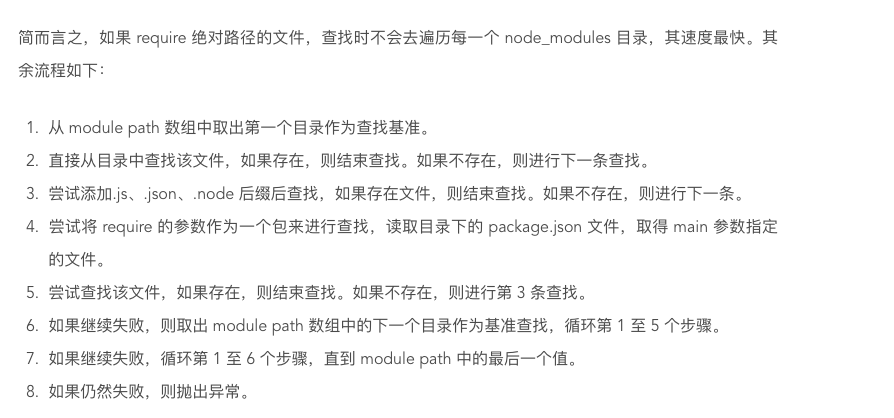 简而言之，如果 require 绝对路径的文件，查找时不会去遍历每一个 node_modules 目录，其速度最快。其
余流程如下：
1. 从 module path 数组中取出第一个目录作为查找基准。
2. 直接从目录中查找该文件，如果存在，则结束查找。如果不存在，则进行下一条查找。
3. 尝试添加.js、.json、.node 后缀后查找，如果存在文件，则结束查找。如果不存在，则进行下一条。
4. 尝试将 require 的参数作为一个包来进行查找，读取目录下的 package.json 文件，取得 main 参数指定
的文件。
5. 尝试查找该文件，如果存在，则结束查找。如果不存在，则进行第 3 条查找。
6. 如果继续失败，则取出 module path 数组中的下一个目录作为基准查找，循环第 1 至 5 个步骤。
7. 如果继续失败，循环第 1 至 6 个步骤，直到 module path 中的最后一个值。
8. 如果仍然失败，则抛出异常。